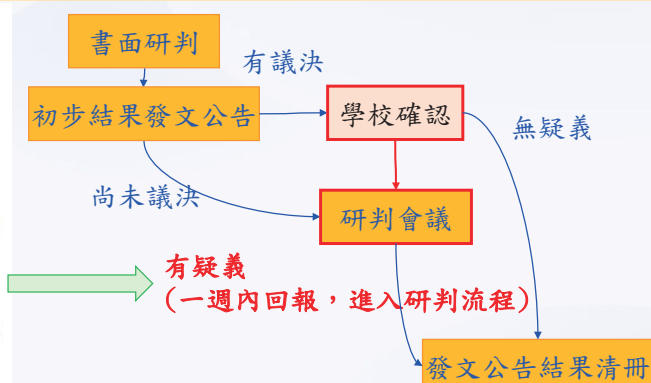 書面研判
有議決
初步結果發文公告
學校確認
無疑義
尚未議決
研判會議
有疑義
(一週內回報，進入研判流程)
發文公告結果清冊